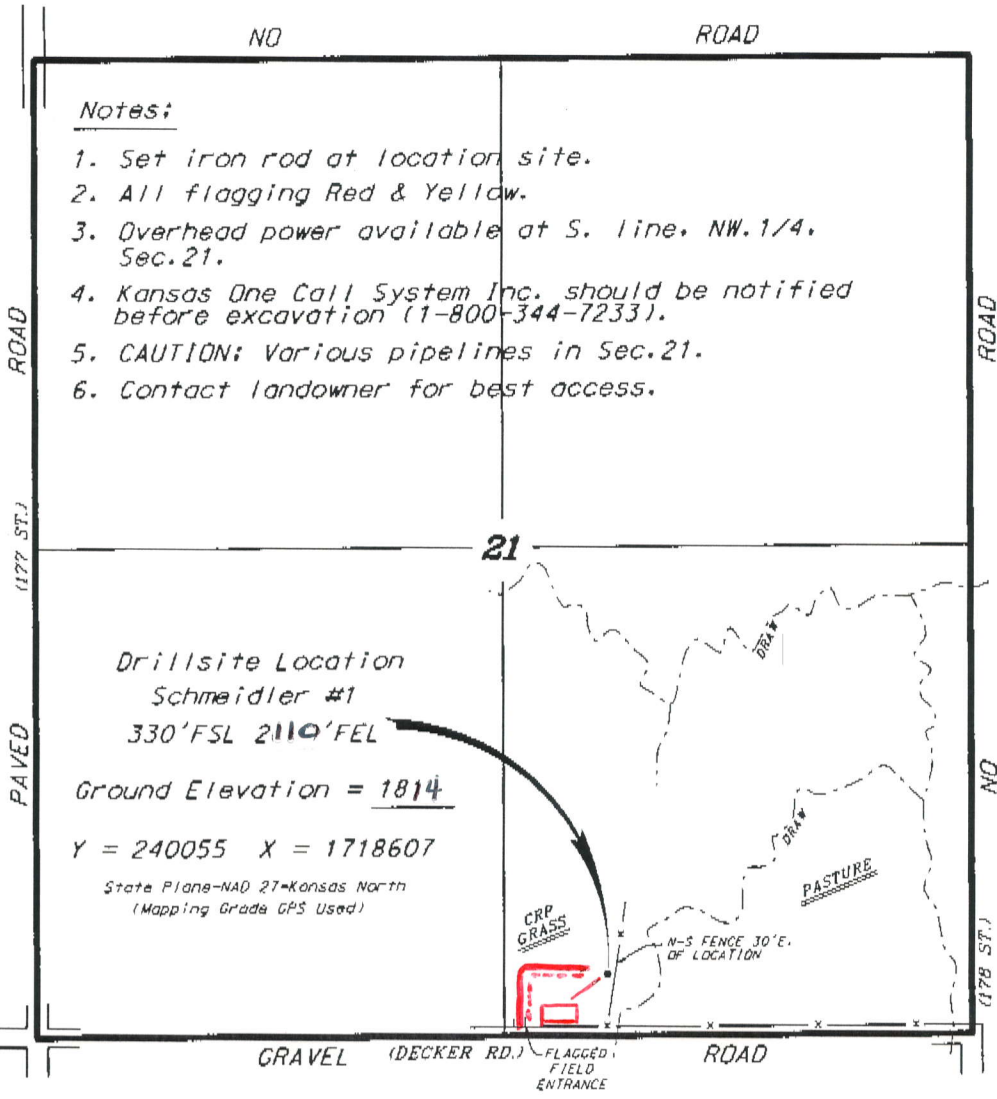 NO ROAD
Notes:
1. Set iron rod at location site.
2. All flagging Red & Yellow.
3. Overhead power available at S. line, NW.1/4,
Sec.21.
4. Kansas One Call System Inc. should be notified
before excavation (1-800-344-7233).
5. CAUTION: Various pipelines in Sec.21.
6. Contact landowner for best access.
PAVED (177 ST.) ROAD
NO (178 ST.) ROAD
21
DRAW
Drillsite Location
Schmeidler #1
330'FSL 2110'FEL
Ground Elevation = 1814
Y = 240055 X = 1718607
State Plane-NAD 27-Kansas North
(Mapping Grade GPS Used)
DRAW
PASTURE
CRP
GRASS
N-S FENCE 30'E.
OF LOCATION
GRAVEL (DECKER RD.) ROAD
FLAGGED
FIELD
ENTRANCE